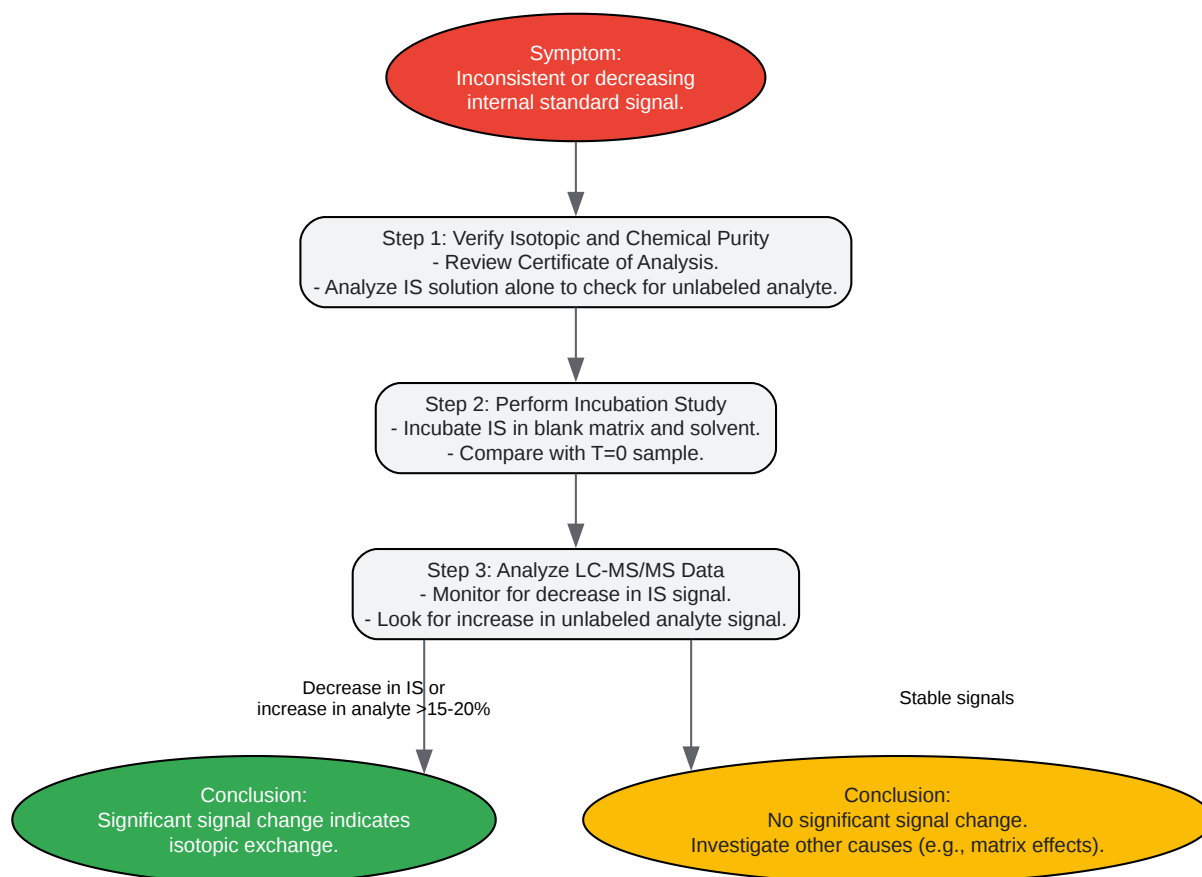 Symptom:
Inconsistent or decreasing
internal standard signal.
Step 1: Verify Isotopic and Chemical Purity
- Review Certificate of Analysis.
- Analyze IS solution alone to check for unlabeled analyte.
Step 2: Perform Incubation Study
- Incubate IS in blank matrix and solvent.
- Compare with T=0 sample.
Step 3: Analyze LC-MS/MS Data
- Monitor for decrease in IS signal.
- Look for increase in unlabeled analyte signal.
Decrease in IS or
increase in analyte >15-20%
Stable signals
Conclusion:
Significant signal change indicates
isotopic exchange.
Conclusion:
No significant signal change.
Investigate other causes (e.g., matrix effects).